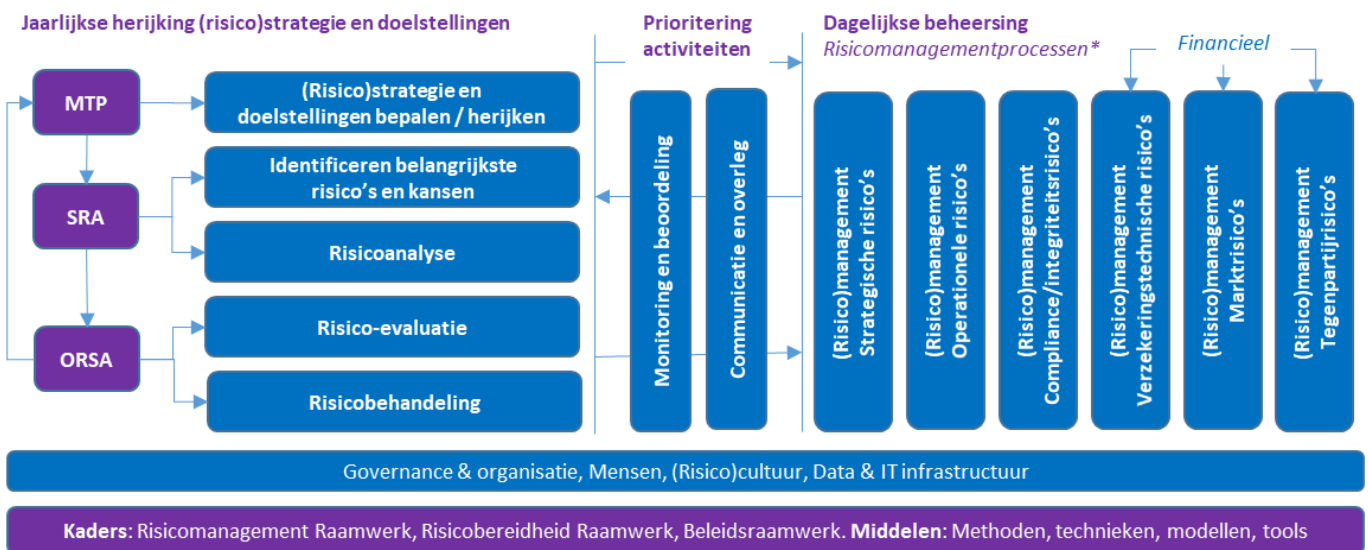 Jaarlijkse herijking (risico)strategie en doelstellingen
Prioritering
activiteiten
Dagelijkse beheersing
Risicomanagementprocessen*
Financieel
MTP
(Risico)strategie en
doelstellingen bepalen / herijken
SRA
Identificeren belangrijkste
risico's en kansen
Risicoanalyse
ORSA
Risico-evaluatie
Risicobehandeling
Monitoring en beoordeling
Communicatie en overleg
(Risico)management
Strategische risico's
(Risico)management
Operationele risico's
(Risico)management
Compliance/integriteitsrisico's
(Risico)management
Verzekeringstechnische risico's
(Risico)management
Marktrisico's
(Risico)management
Tegenpartijrisico's
Governance & organisatie, Mensen, (Risico)cultuur, Data & IT infrastructuur
Kaders: Risicomanagement Raamwerk, Risicobereidheid Raamwerk, Beleidsraamwerk. Middelen: Methoden, technieken, modellen, tools